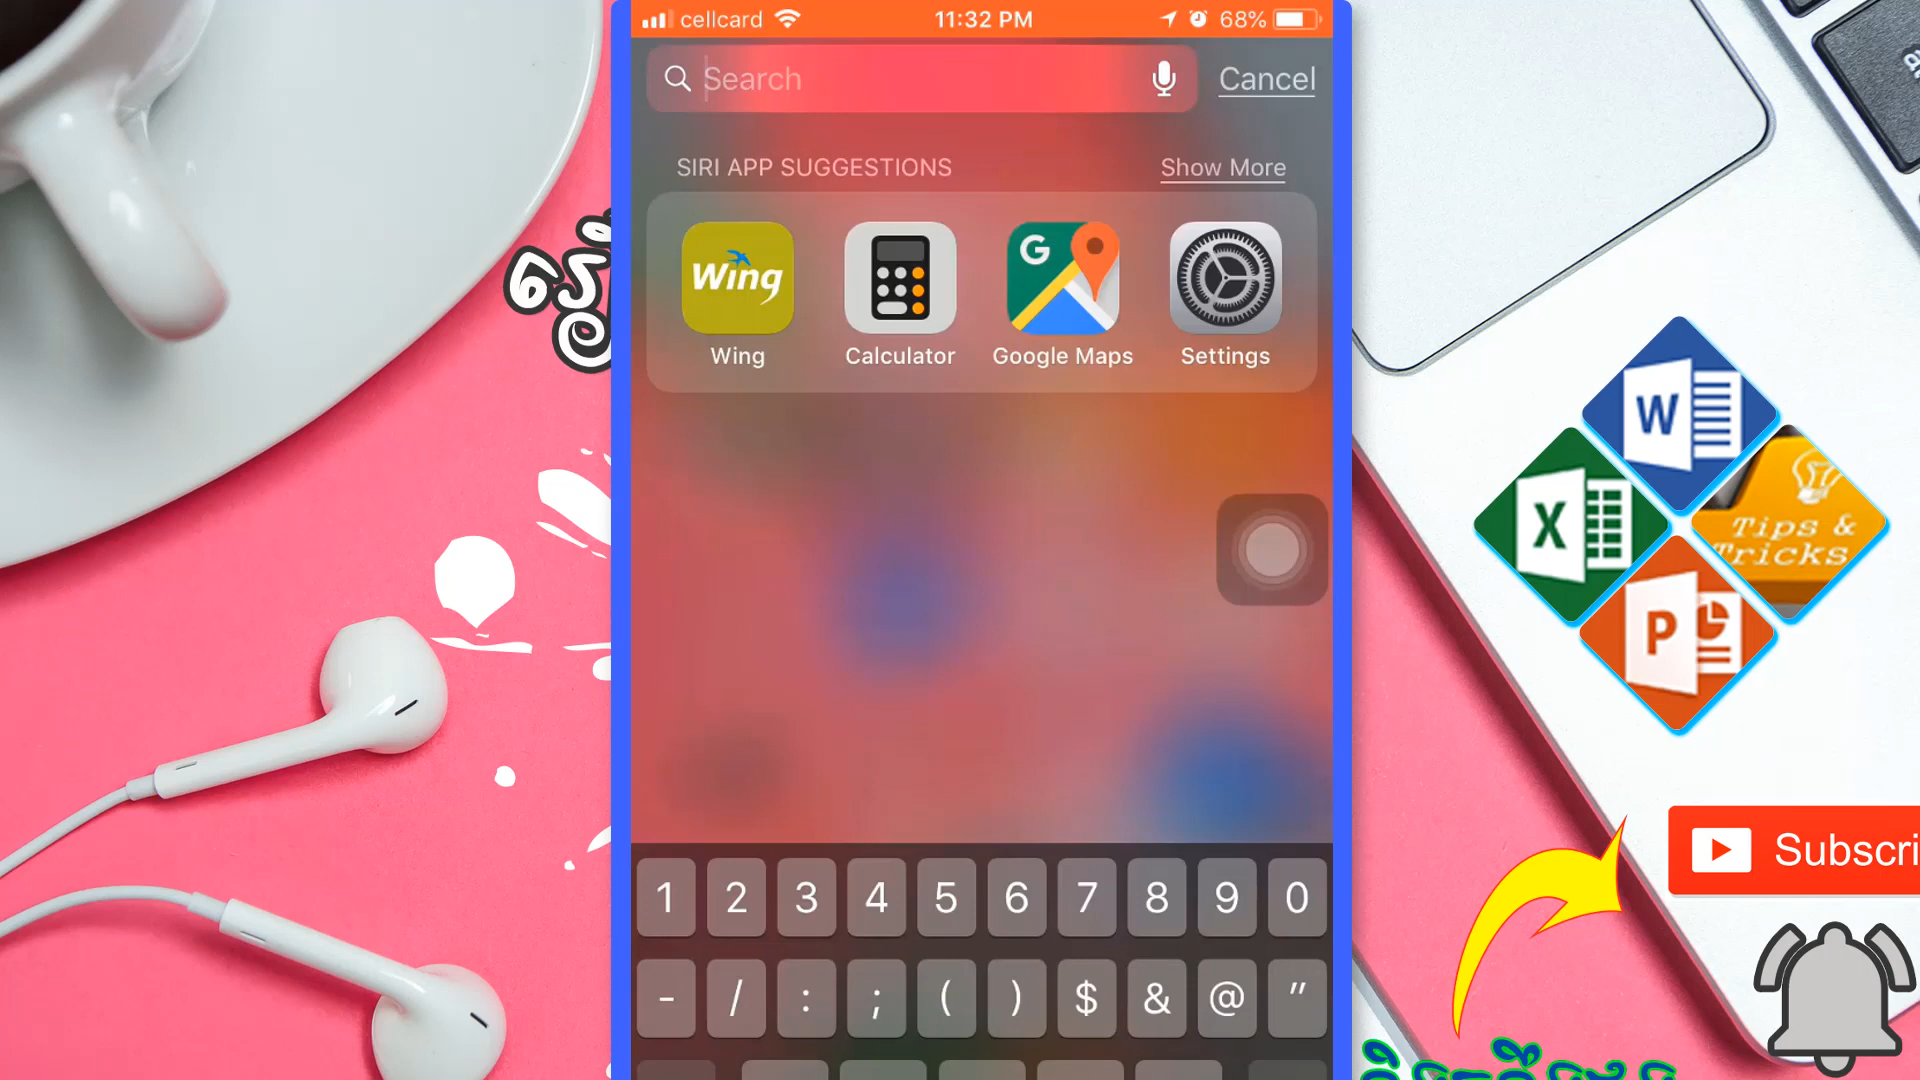 cellcard 11:32 PM 68%
Search Cancel
SIRI APP SUGGESTIONS Show More
Wing
G
Wing Calculator Google Maps Settings
W
X
Tips &
Tricks
P
Subscri
1 2 3 4 5 6 7 8 9 0
- / : ; ( ) $ & @ "